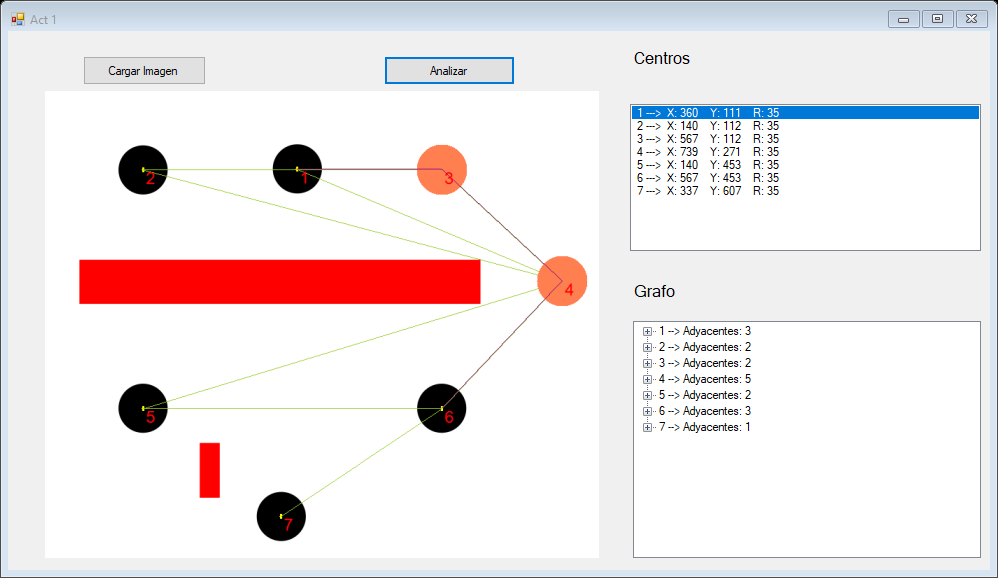 Act 1
Cargar Imagen
Analizar
Centros
1 ---> X: 360 Y: 111 R: 35
2 ---> X: 140 Y: 112 R: 35
3 ---> X: 567 Y: 112 R: 35
4 ---> X: 739 Y: 271 R: 35
5 ---> X: 140 Y: 453 R: 35
6 ---> X: 567 Y: 453 R: 35
7 ---> X: 337 Y: 607 R: 35
2 1 3
4
5 6
7
Grafo
1 --> Adyacentes: 3
2 --> Adyacentes: 2
3 --> Adyacentes: 2
4 --> Adyacentes: 5
5 --> Adyacentes: 2
6 --> Adyacentes: 3
7 --> Adyacentes: 1